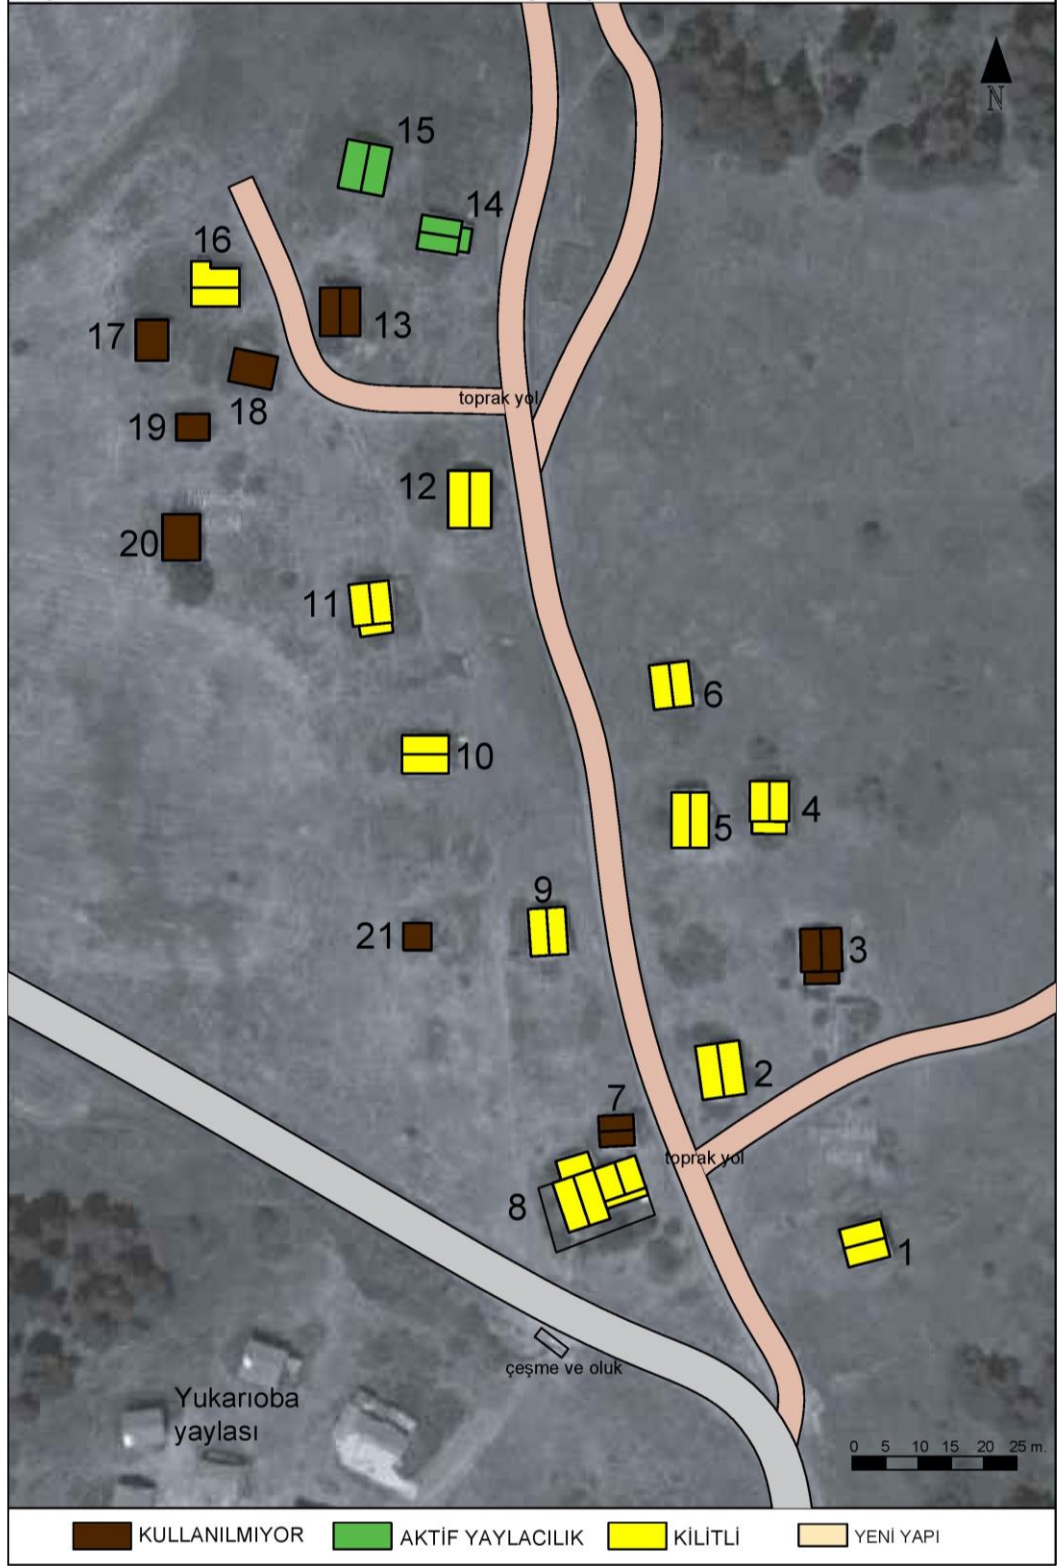 N
15
14
16
13
17
18
toprak yol
19
12
20
11
6
10
4
5
9
21
3
2
7
toprak yol
8
1
çeşme ve oluk
Yukarıoba
yaylası
0 5 10 15 20 25 m.
KULLANILMIYOR AKTİF YAYLACILIK KİLİTLİ YENİ YAPI